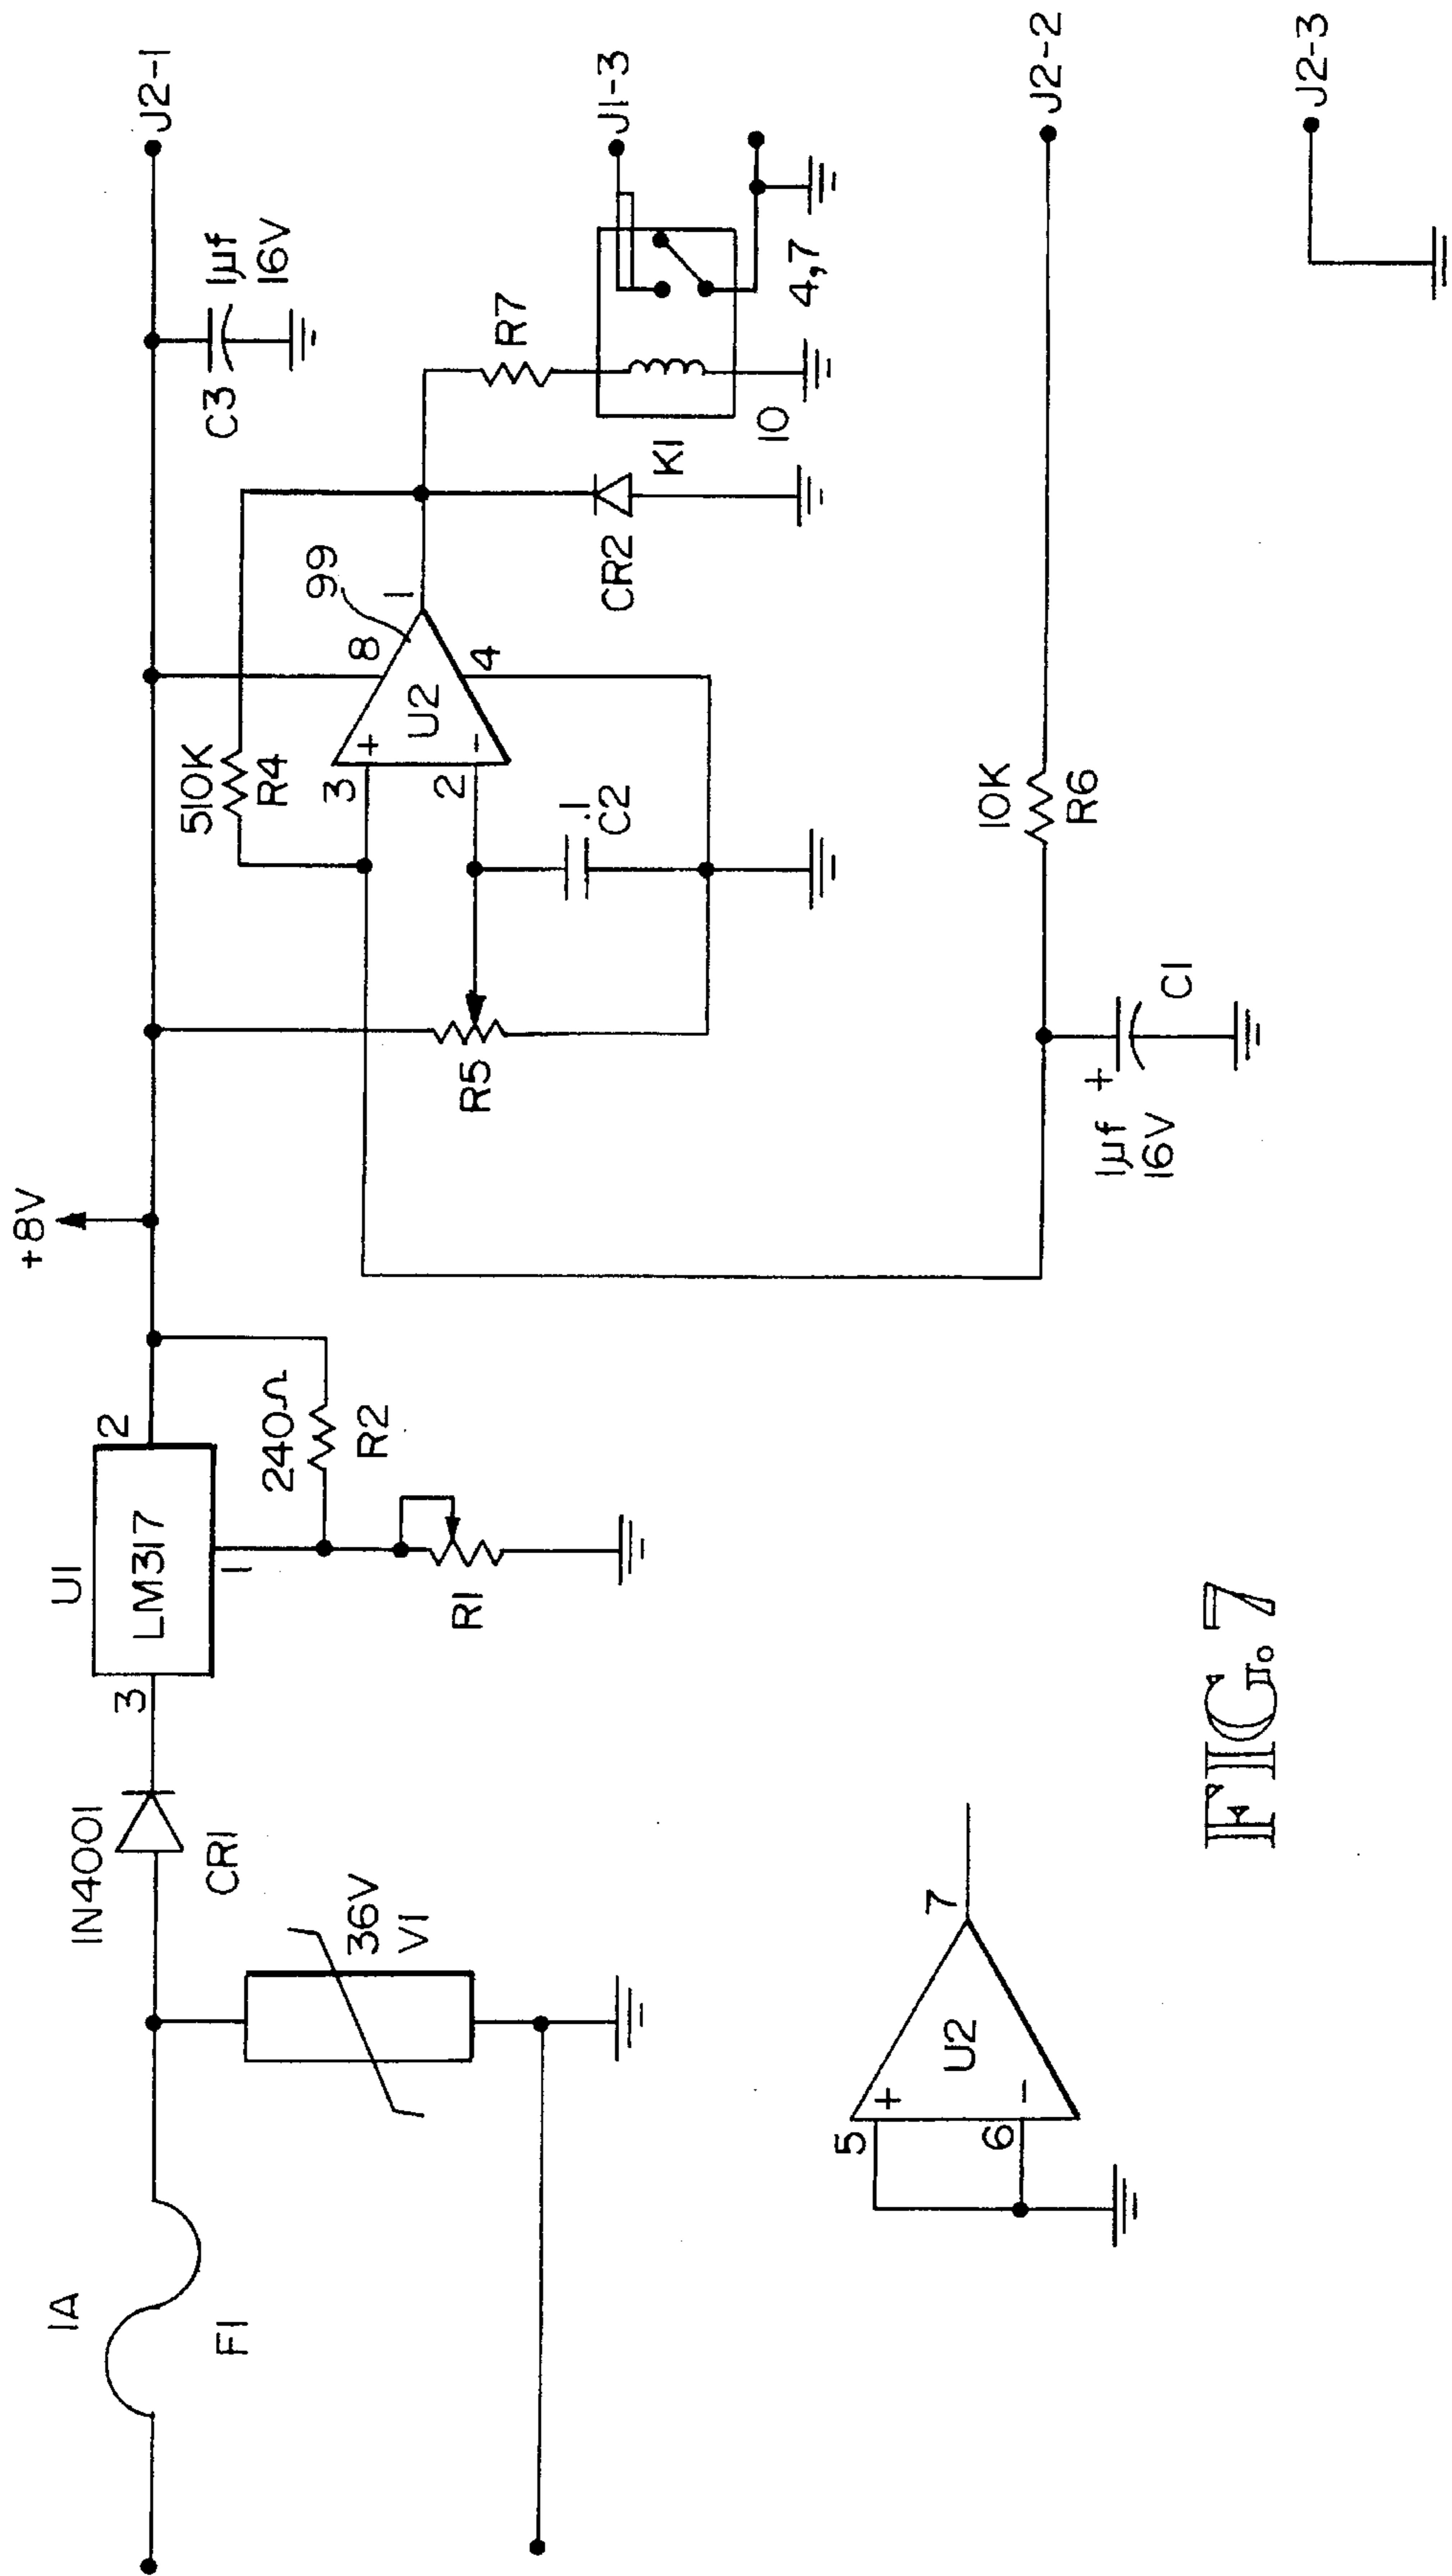 1A
F1
1N4001
CR1
36V
V1
U1
LM317
3
2
1
240Ω
R2
R1
+8V
J2-1
C3
1µf
16V
510K
R4
99
3
+
2
-
U2
8
4
1
R5
.1
C2
CR2
K1
R7
10
4,7
J1-3
10K
R6
J2-2
+
1µf
16V
C1
J2-3
5
+
6
-
U2
7
FIG. 7